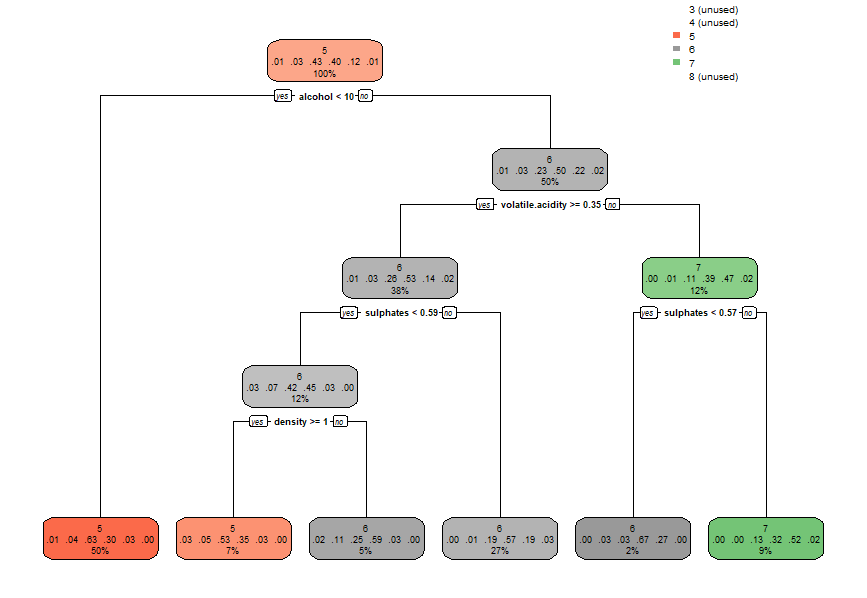 3 (unused)
4 (unused)
5
6
7
8 (unused)
5
.01 .03 .43 .40 .12 .01
100%
yes alcohol < 10 no
6
.01 .03 .23 .50 .22 .02
50%
yes volatile.acidity >= 0.35 no
6
.01 .03 .26 .53 .14 .02
38%
7
.00 .01 .11 .39 .47 .02
12%
yes sulphates < 0.59 no
yes sulphates < 0.57 no
6
.03 .07 .42 .45 .03 .00
12%
yes density >= 1 no
5
.01 .04 .63 .30 .03 .00
50%
5
.03 .05 .53 .35 .03 .00
7%
6
.02 .11 .25 .59 .03 .00
5%
6
.00 .01 .19 .57 .19 .03
27%
6
.00 .03 .03 .67 .27 .00
2%
7
.00 .00 .13 .32 .52 .02
9%